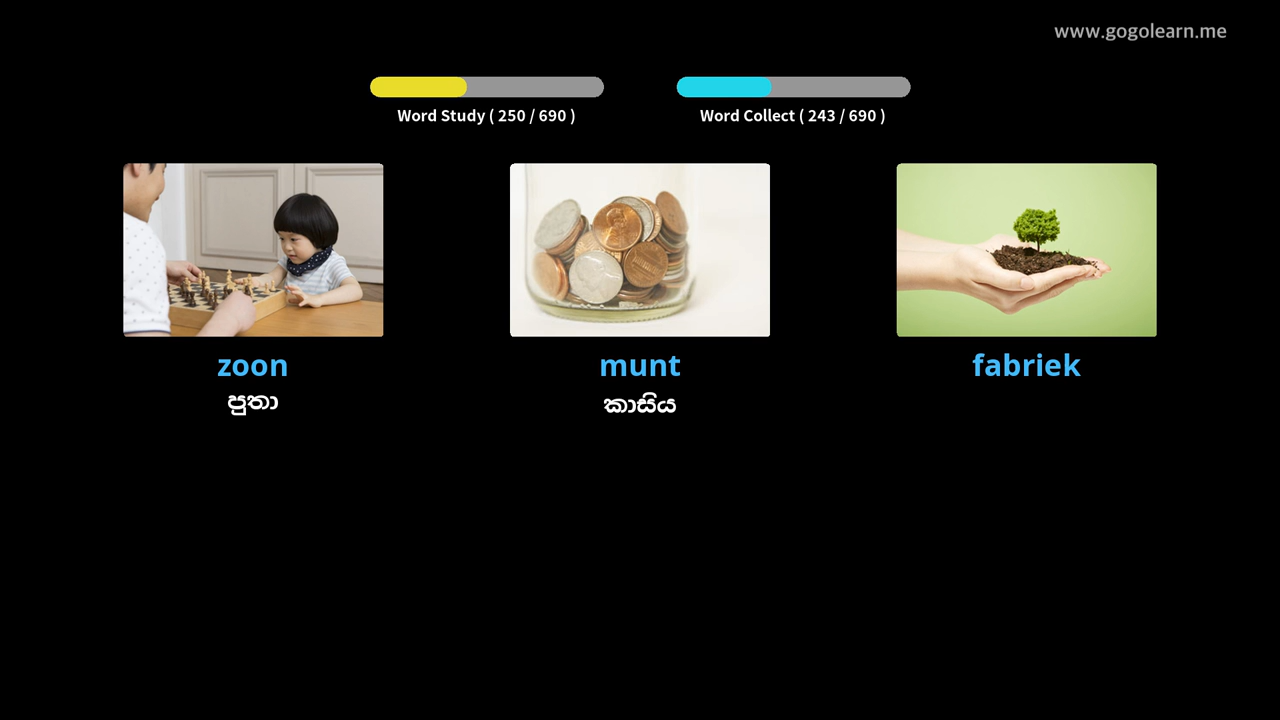 www.gogolearn.me
Word Study ( 250 / 690 )
Word Collect ( 243 / 690 )
zoon
munt
fabriek
පුතා
කාසිය